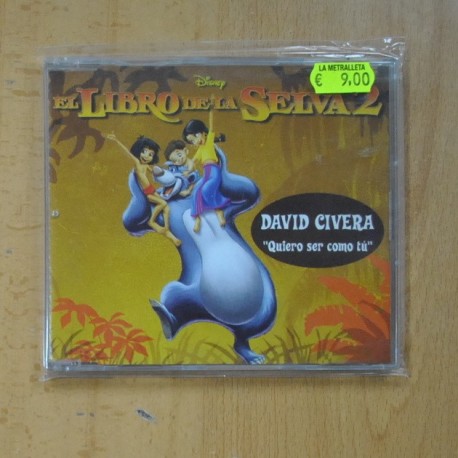 LA METRALLETA
€ 9,00
Disney
EL LIBRO DE LA SELVA 2
DAVID CIVERA
"Quiero ser como tú"